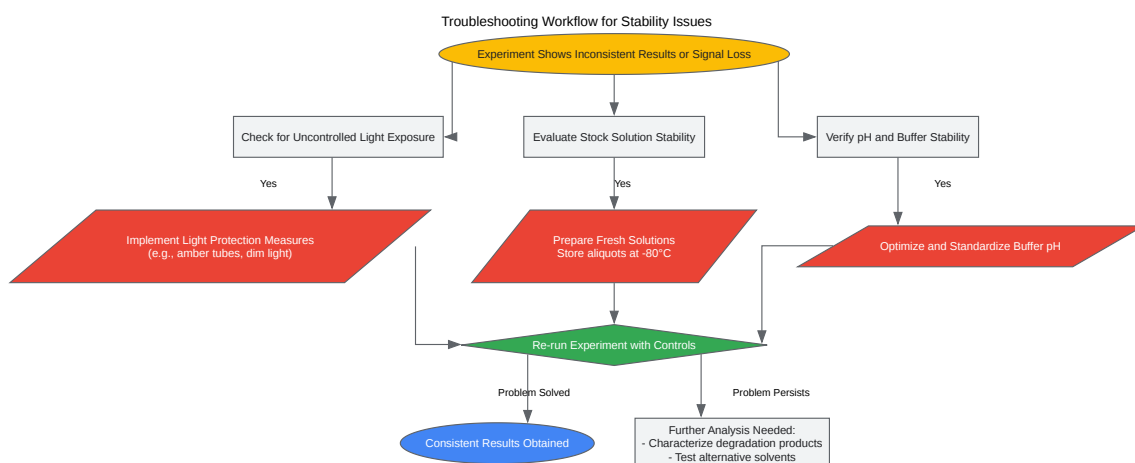 Troubleshooting Workflow for Stability Issues
Experiment Shows Inconsistent Results or Signal Loss
Check for Uncontrolled Light Exposure
Evaluate Stock Solution Stability
Verify pH and Buffer Stability
Yes
Yes
Yes
Implement Light Protection Measures
(e.g., amber tubes, dim light)
Prepare Fresh Solutions
Store aliquots at -80°C
Optimize and Standardize Buffer pH
Re-run Experiment with Controls
Problem Solved
Problem Persists
Consistent Results Obtained
Further Analysis Needed:
- Characterize degradation products
- Test alternative solvents